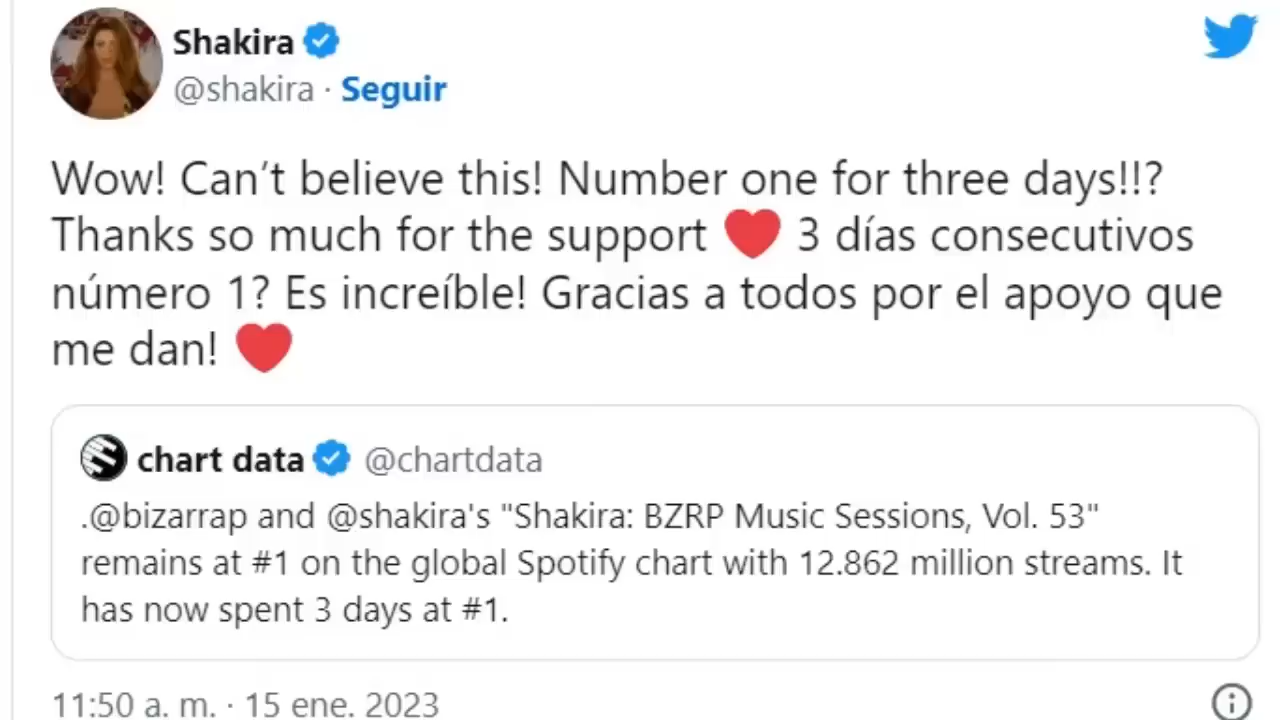 Shakira
@shakira · Seguir
Wow! Can’t believe this! Number one for three days!!?
Thanks so much for the support ❤️ 3 días consecutivos
número 1? Es increíble! Gracias a todos por el apoyo que
me dan! ❤️
chart data @chartdata
.@bizarrap and @shakira's "Shakira: BZRP Music Sessions, Vol. 53"
remains at #1 on the global Spotify chart with 12.862 million streams. It
has now spent 3 days at #1.
11:50 a. m. · 15 ene. 2023